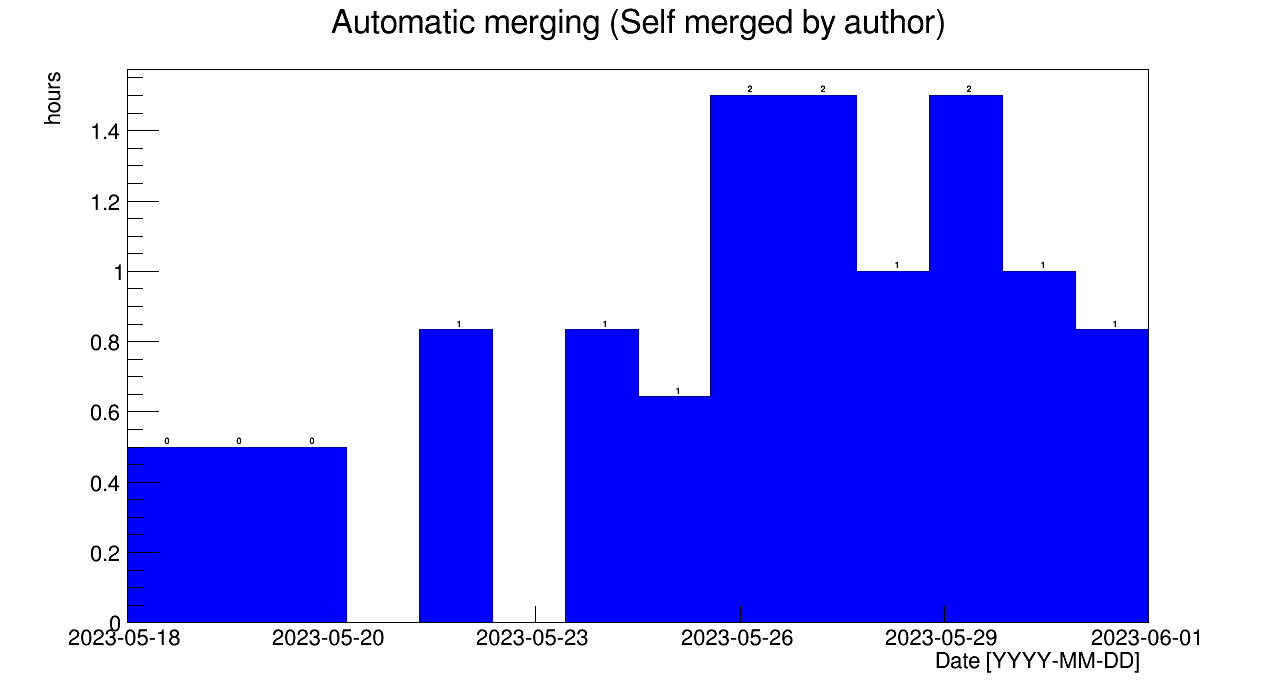 Automatic merging (Self merged by author)
hours
1.4
1.2
1
0.8
0.6
0.4
0.2
0
0 0 0 1 1 1 2 2 1 2 1 1
2023-05-18 2023-05-20 2023-05-23 2023-05-26 2023-05-29 2023-06-01
Date [YYYY-MM-DD]